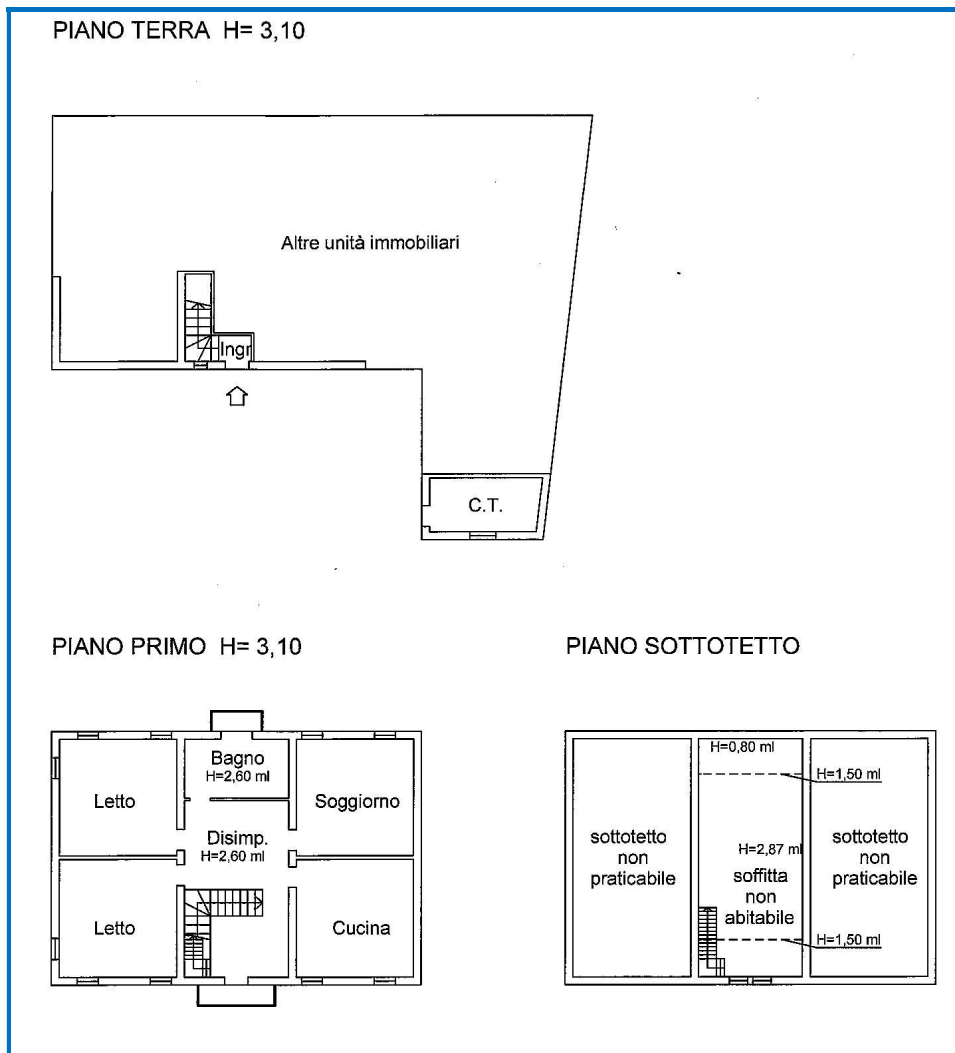 PIANO TERRA H= 3,10
Altre unità immobiliari
Ingr
C.T.
PIANO PRIMO H= 3,10
Bagno
H=2,60 ml
Letto
Soggiorno
Disimp.
H=2,60 ml
Letto
Cucina
PIANO SOTTOTETTO
H=0,80 ml
H=1,50 ml
sottotetto
non
praticabile
H=2,87 ml
soffitta
non
abitabile
sottotetto
non
praticabile
H=1,50 ml